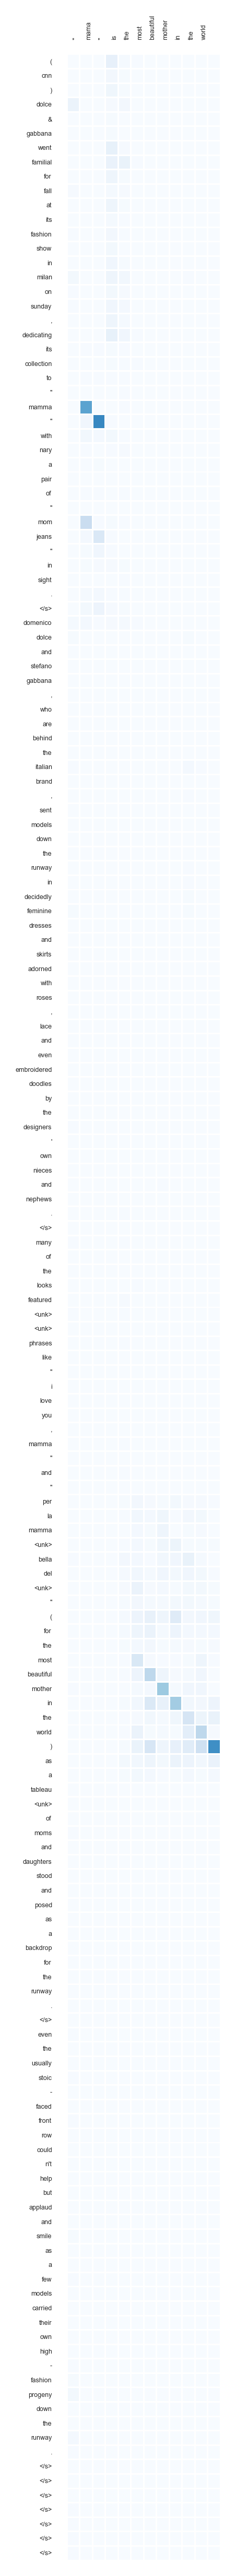 " mama " is the most beautiful mother in the world
(
cnn
)
dolce
&
gabbana
went
familial
for
fall
at
its
fashion
show
in
milan
on
sunday
,
dedicating
its
collection
to
"
mamma
"
with
nary
a
pair
of
"
mom
jeans
"
in
sight
.
</s>
domenico
dolce
and
stefano
gabbana
,
who
are
behind
the
italian
brand
,
sent
models
down
the
runway
in
decidedly
feminine
dresses
and
skirts
adorned
with
roses
,
lace
and
even
embroidered
doodles
by
the
designers
'
own
nieces
and
nephews
.
</s>
many
of
the
looks
featured
<unk>
<unk>
phrases
like
"
i
love
you
,
mamma
"
and
"
per
la
mamma
<unk>
bella
del
<unk>
"
(
for
the
most
beautiful
mother
in
the
world
)
as
a
tableau
<unk>
of
moms
and
daughters
stood
and
posed
as
a
backdrop
for
the
runway
.
</s>
even
the
usually
stoic
-
faced
front
row
could
n't
help
but
applaud
and
smile
as
a
few
models
carried
their
own
high
-
fashion
progeny
down
the
runway
.
</s>
</s>
</s>
</s>
</s>
</s>
</s>